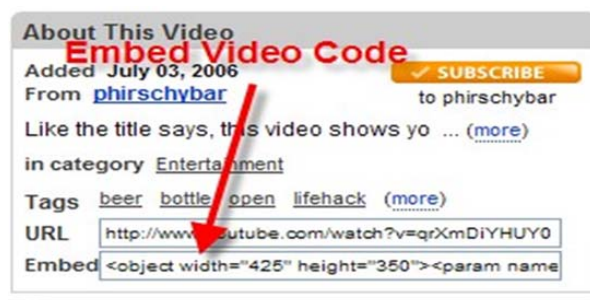 About This Video
Embed Video Code
Added July 03, 2006
SUBSCRIBE
From phirschybar
to phirschybar
Like the title says, this video shows yo ... (more)
in category Entertainment
Tags beer bottle open lifehack (more)
URL http://www.youtube.com/watch?v=qrXmDiYHUY0
Embed <object width="425" height="350"><param name